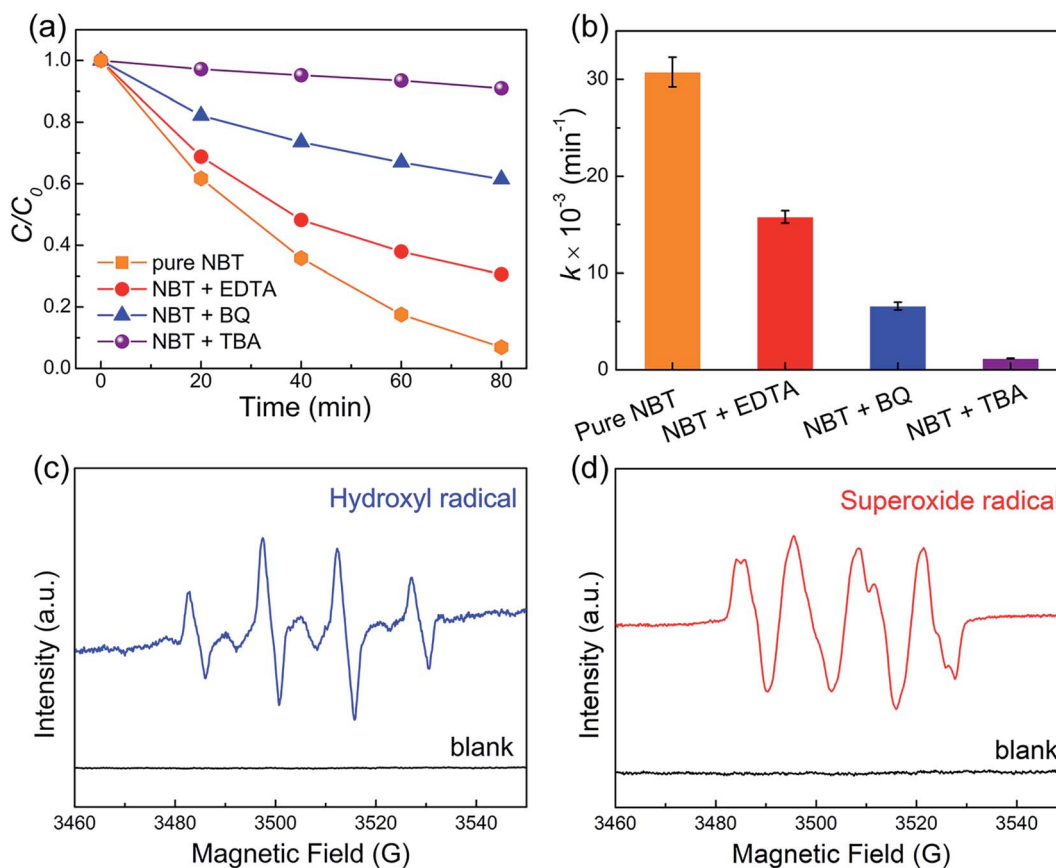 (a)
1.0
0.8
0.6
0.4
0.2
0.0
C/C₀
pure NBT
NBT + EDTA
NBT + BQ
NBT + TBA
0 20 40 60 80
Time (min)
(b)
30
20
10
0
k × 10⁻³ (min⁻¹)
Pure NBT
NBT + EDTA
NBT + BQ
NBT + TBA
(c)
Hydroxyl radical
Intensity (a.u.)
blank
3460 3480 3500 3520 3540
Magnetic Field (G)
(d)
Superoxide radical
Intensity (a.u.)
blank
3460 3480 3500 3520 3540
Magnetic Field (G)